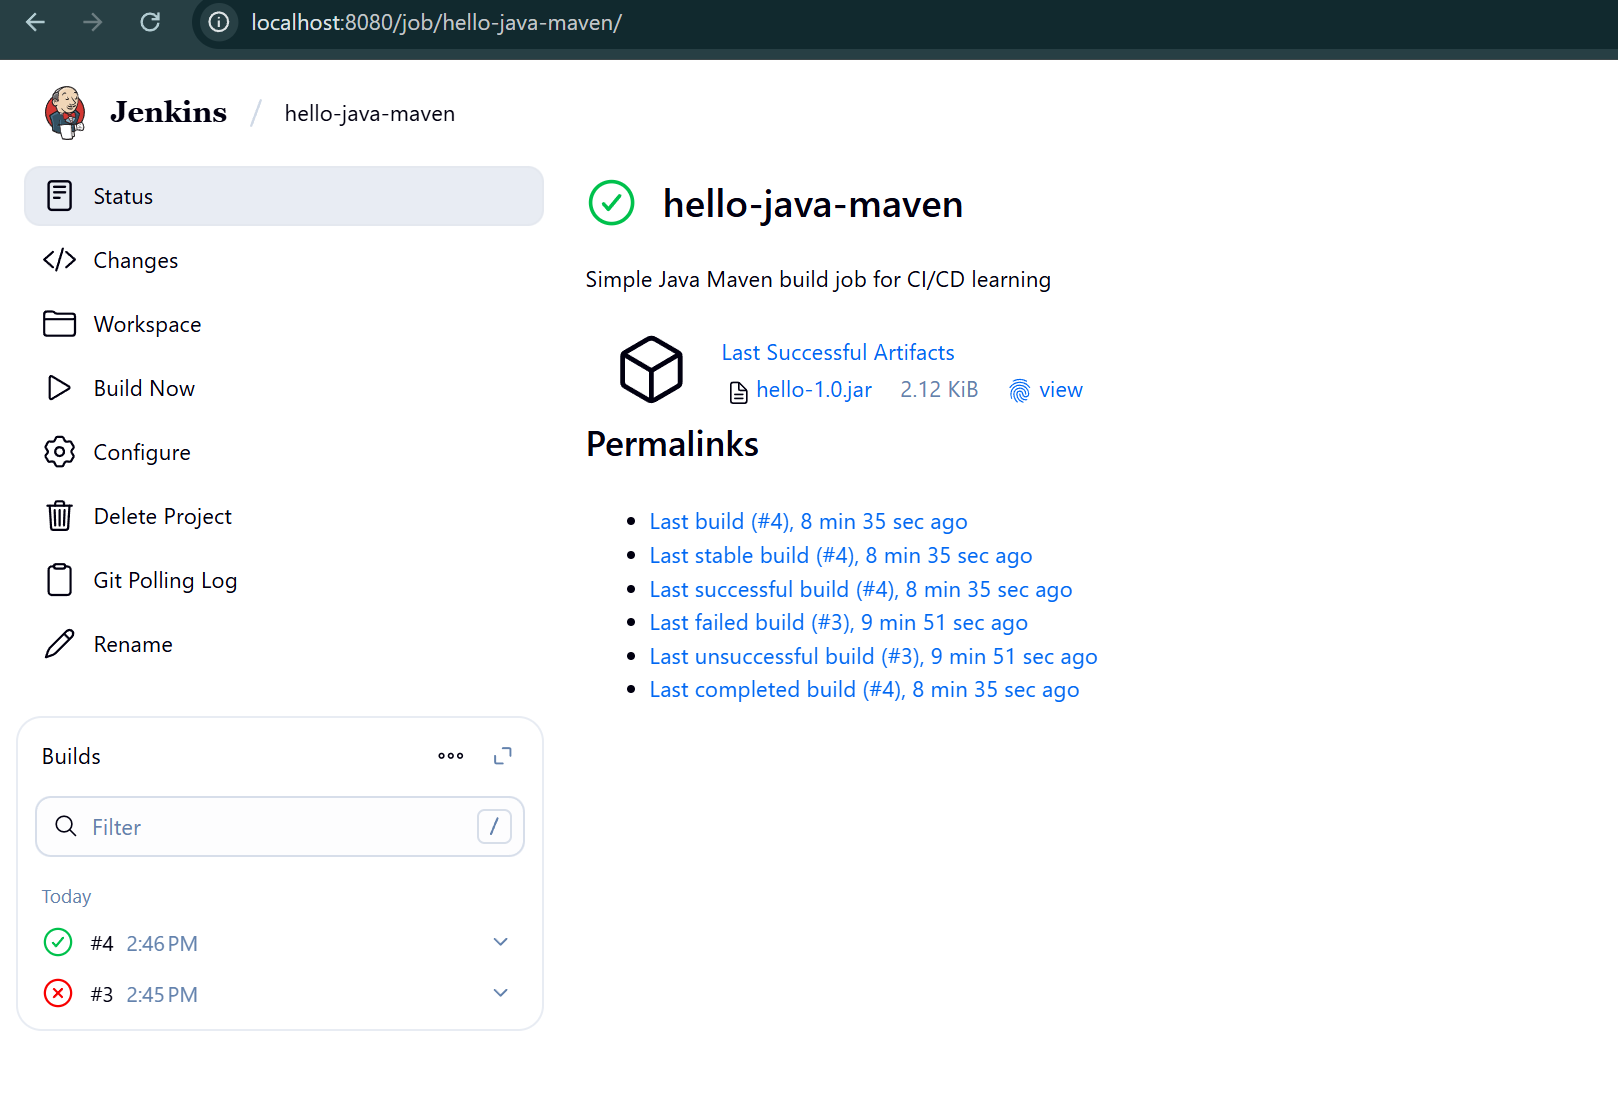 localhost:8080/job/hello-java-maven/
Jenkins / hello-java-maven
Status
Changes
Workspace
Build Now
Configure
Delete Project
Git Polling Log
Rename
Builds
Filter /
Today
#4 2:46 PM
#3 2:45 PM
hello-java-maven
Simple Java Maven build job for CI/CD learning
Last Successful Artifacts
hello-1.0.jar 2.12 KiB view
Permalinks
Last build (#4), 8 min 35 sec ago
Last stable build (#4), 8 min 35 sec ago
Last successful build (#4), 8 min 35 sec ago
Last failed build (#3), 9 min 51 sec ago
Last unsuccessful build (#3), 9 min 51 sec ago
Last completed build (#4), 8 min 35 sec ago